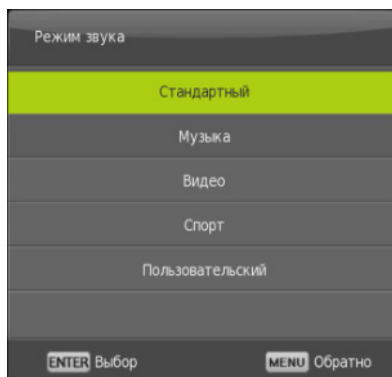 Режим звука
Стандартный
Музыка
Видео
Спорт
Пользовательский
ENTER Выбор MENU Обратно